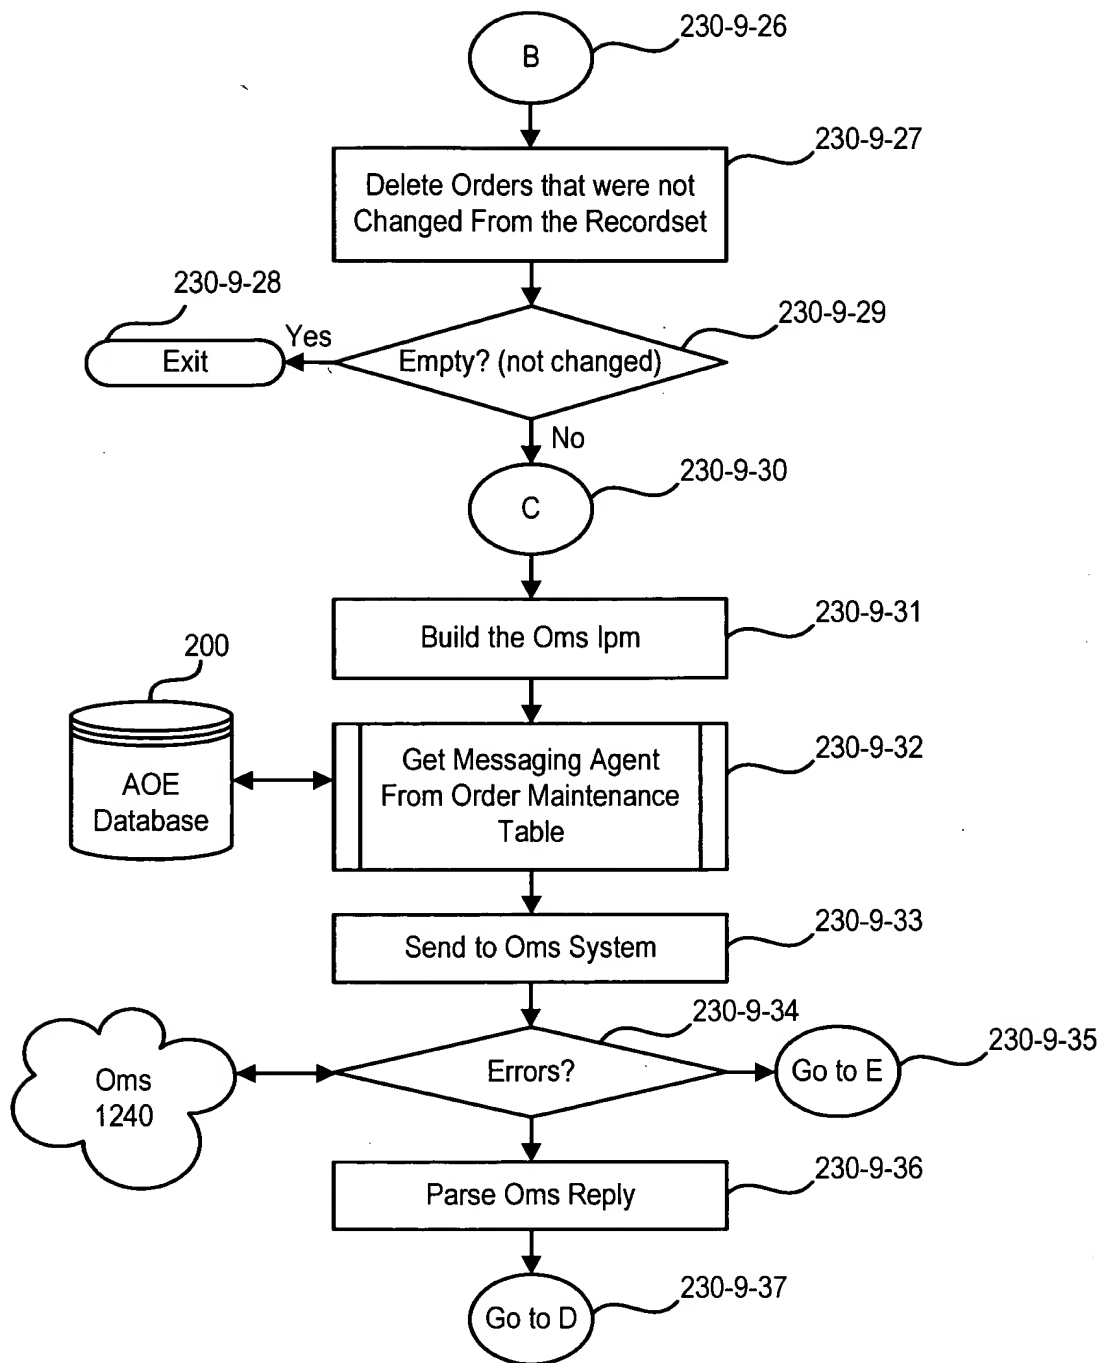 B
230-9-26
230-9-27
Delete Orders that were not
Changed From the Recordset
230-9-28
Exit
Yes
230-9-29
Empty? (not changed)
No
230-9-30
C
230-9-31
Build the Oms Ipm
200
AOE
Database
230-9-32
Get Messaging Agent
From Order Maintenance
Table
230-9-33
Send to Oms System
230-9-34
Errors?
230-9-35
Go to E
Oms
1240
230-9-36
Parse Oms Reply
230-9-37
Go to D